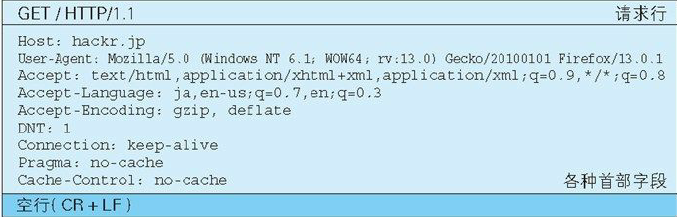 GET / HTTP/1.1 请求行
Host: hackr.jp
User-Agent: Mozilla/5.0 (Windows NT 6.1; WOW64; rv:13.0) Gecko/20100101 Firefox/13.0.1
Accept: text/html,application/xhtml+xml,application/xml;q=0.9,*/*;q=0.8
Accept-Language: ja,en-us;q=0.7,en;q=0.3
Accept-Encoding: gzip, deflate
DNT: 1
Connection: keep-alive
Pragma: no-cache
Cache-Control: no-cache 各种首部字段
空行(CR+LF)